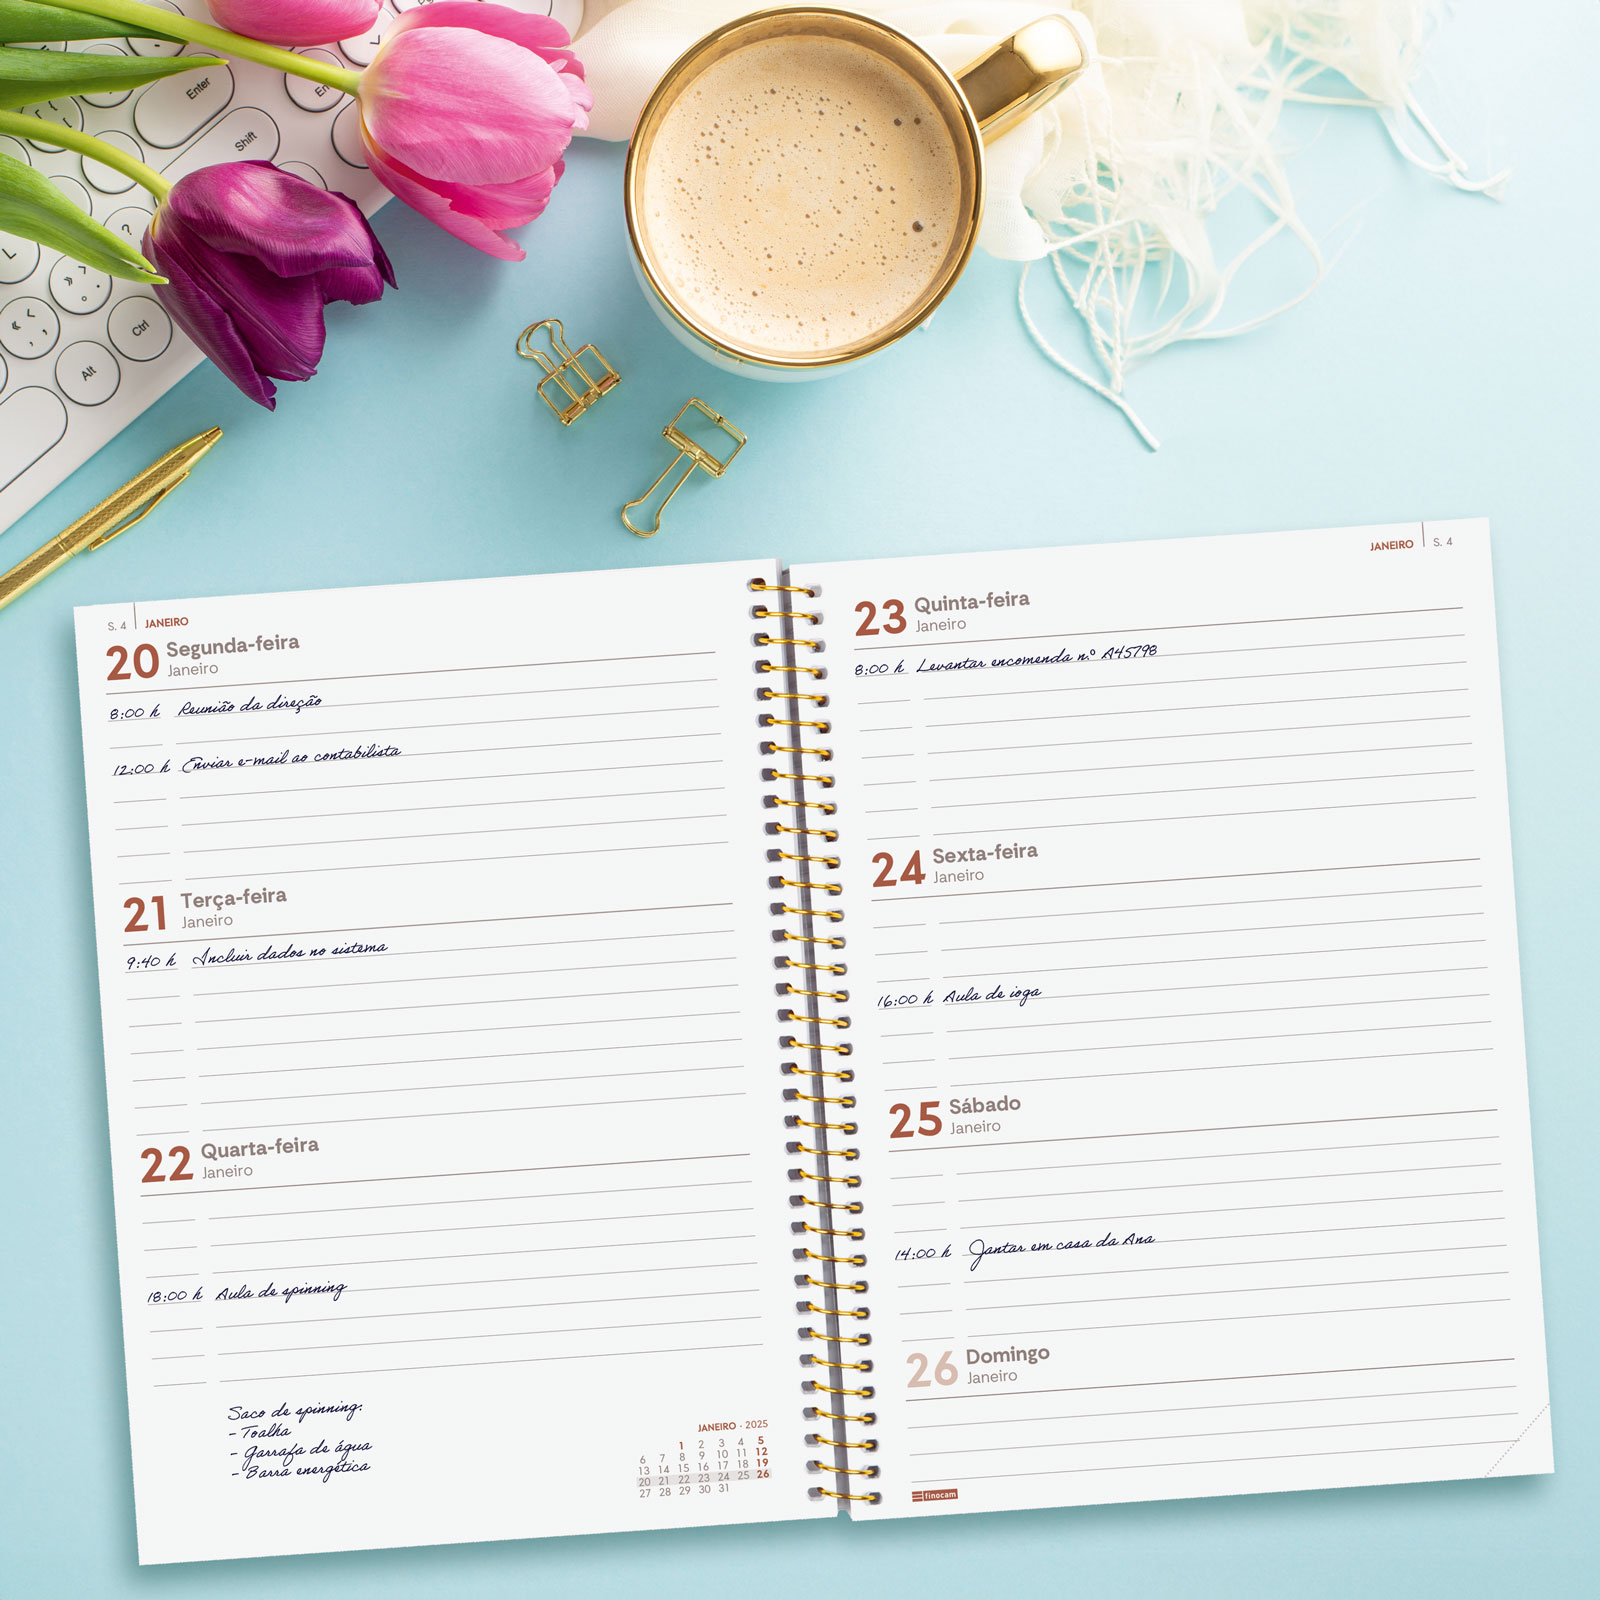 Enter
Shift
Ctrl
Alt
L
S. 4 | JANEIRO
20 Segunda-feira
Janeiro
8:00 h Reunião da direção
12:00 h Enviar e-mail ao contabilista
21 Terça-feira
Janeiro
9:40 h Incluir dados no sistema
22 Quarta-feira
Janeiro
18:00 h Aula de spinning
Saco de spinning:
- Toalha
- Garrafa de água
- Barra energética
JANEIRO · 2025
1 2 3 4 5
6 7 8 9 10 11 12
13 14 15 16 17 18 19
20 21 22 23 24 25 26
27 28 29 30 31
JANEIRO | S. 4
23 Quinta-feira
Janeiro
8:00 h Levantar encomenda n.º A45798
24 Sexta-feira
Janeiro
16:00 h Aula de ioga
25 Sábado
Janeiro
14:00 h Jantar em casa da Ana
26 Domingo
Janeiro
finocam